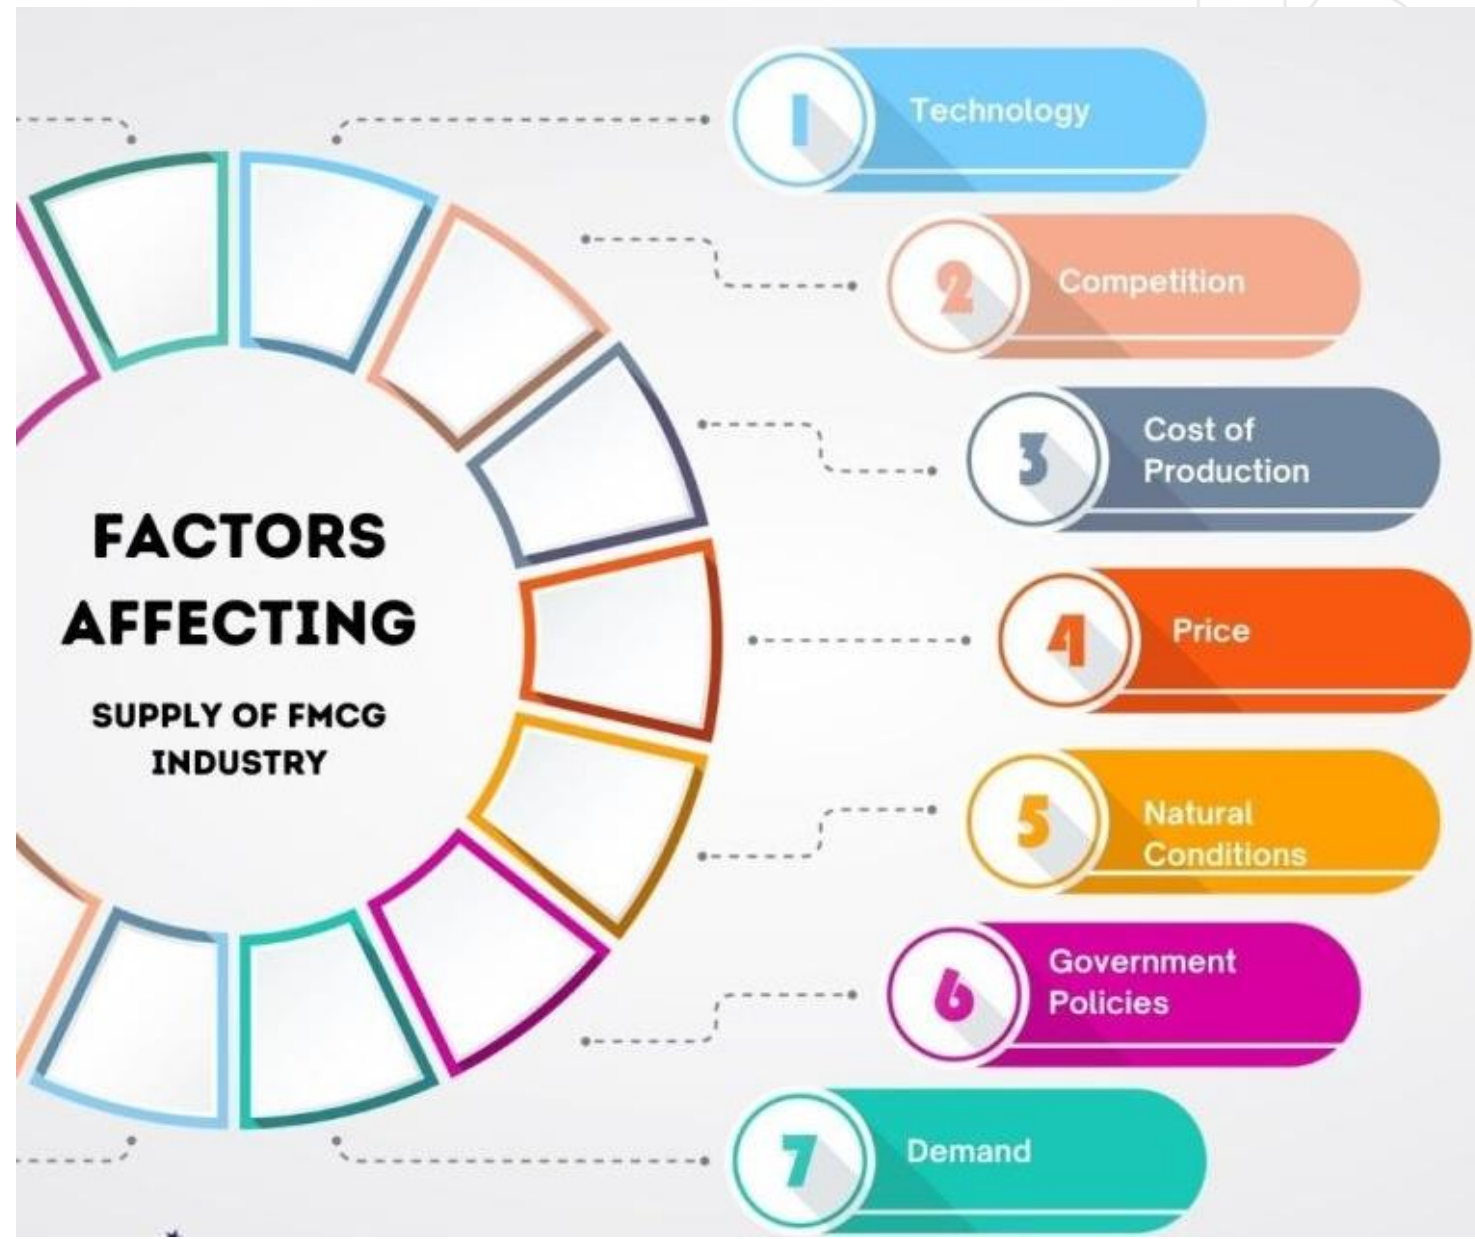 FACTORS
AFFECTING
SUPPLY OF FMCG
INDUSTRY
1
Technology
2
Competition
3
Cost of
Production
4
Price
5
Natural
Conditions
6
Government
Policies
7
Demand